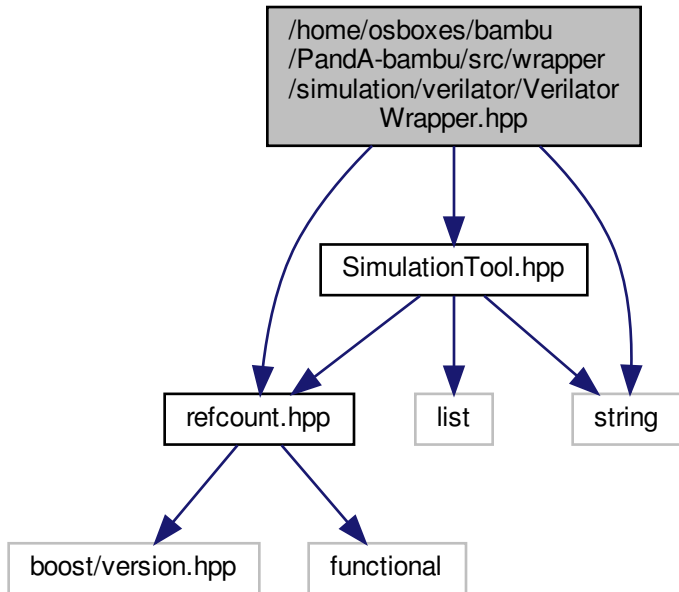 /home/osboxes/bambu
/PandA-bambu/src/wrapper
/simulation/verilator/Verilator
Wrapper.hpp
SimulationTool.hpp
refcount.hpp
list
string
boost/version.hpp
functional